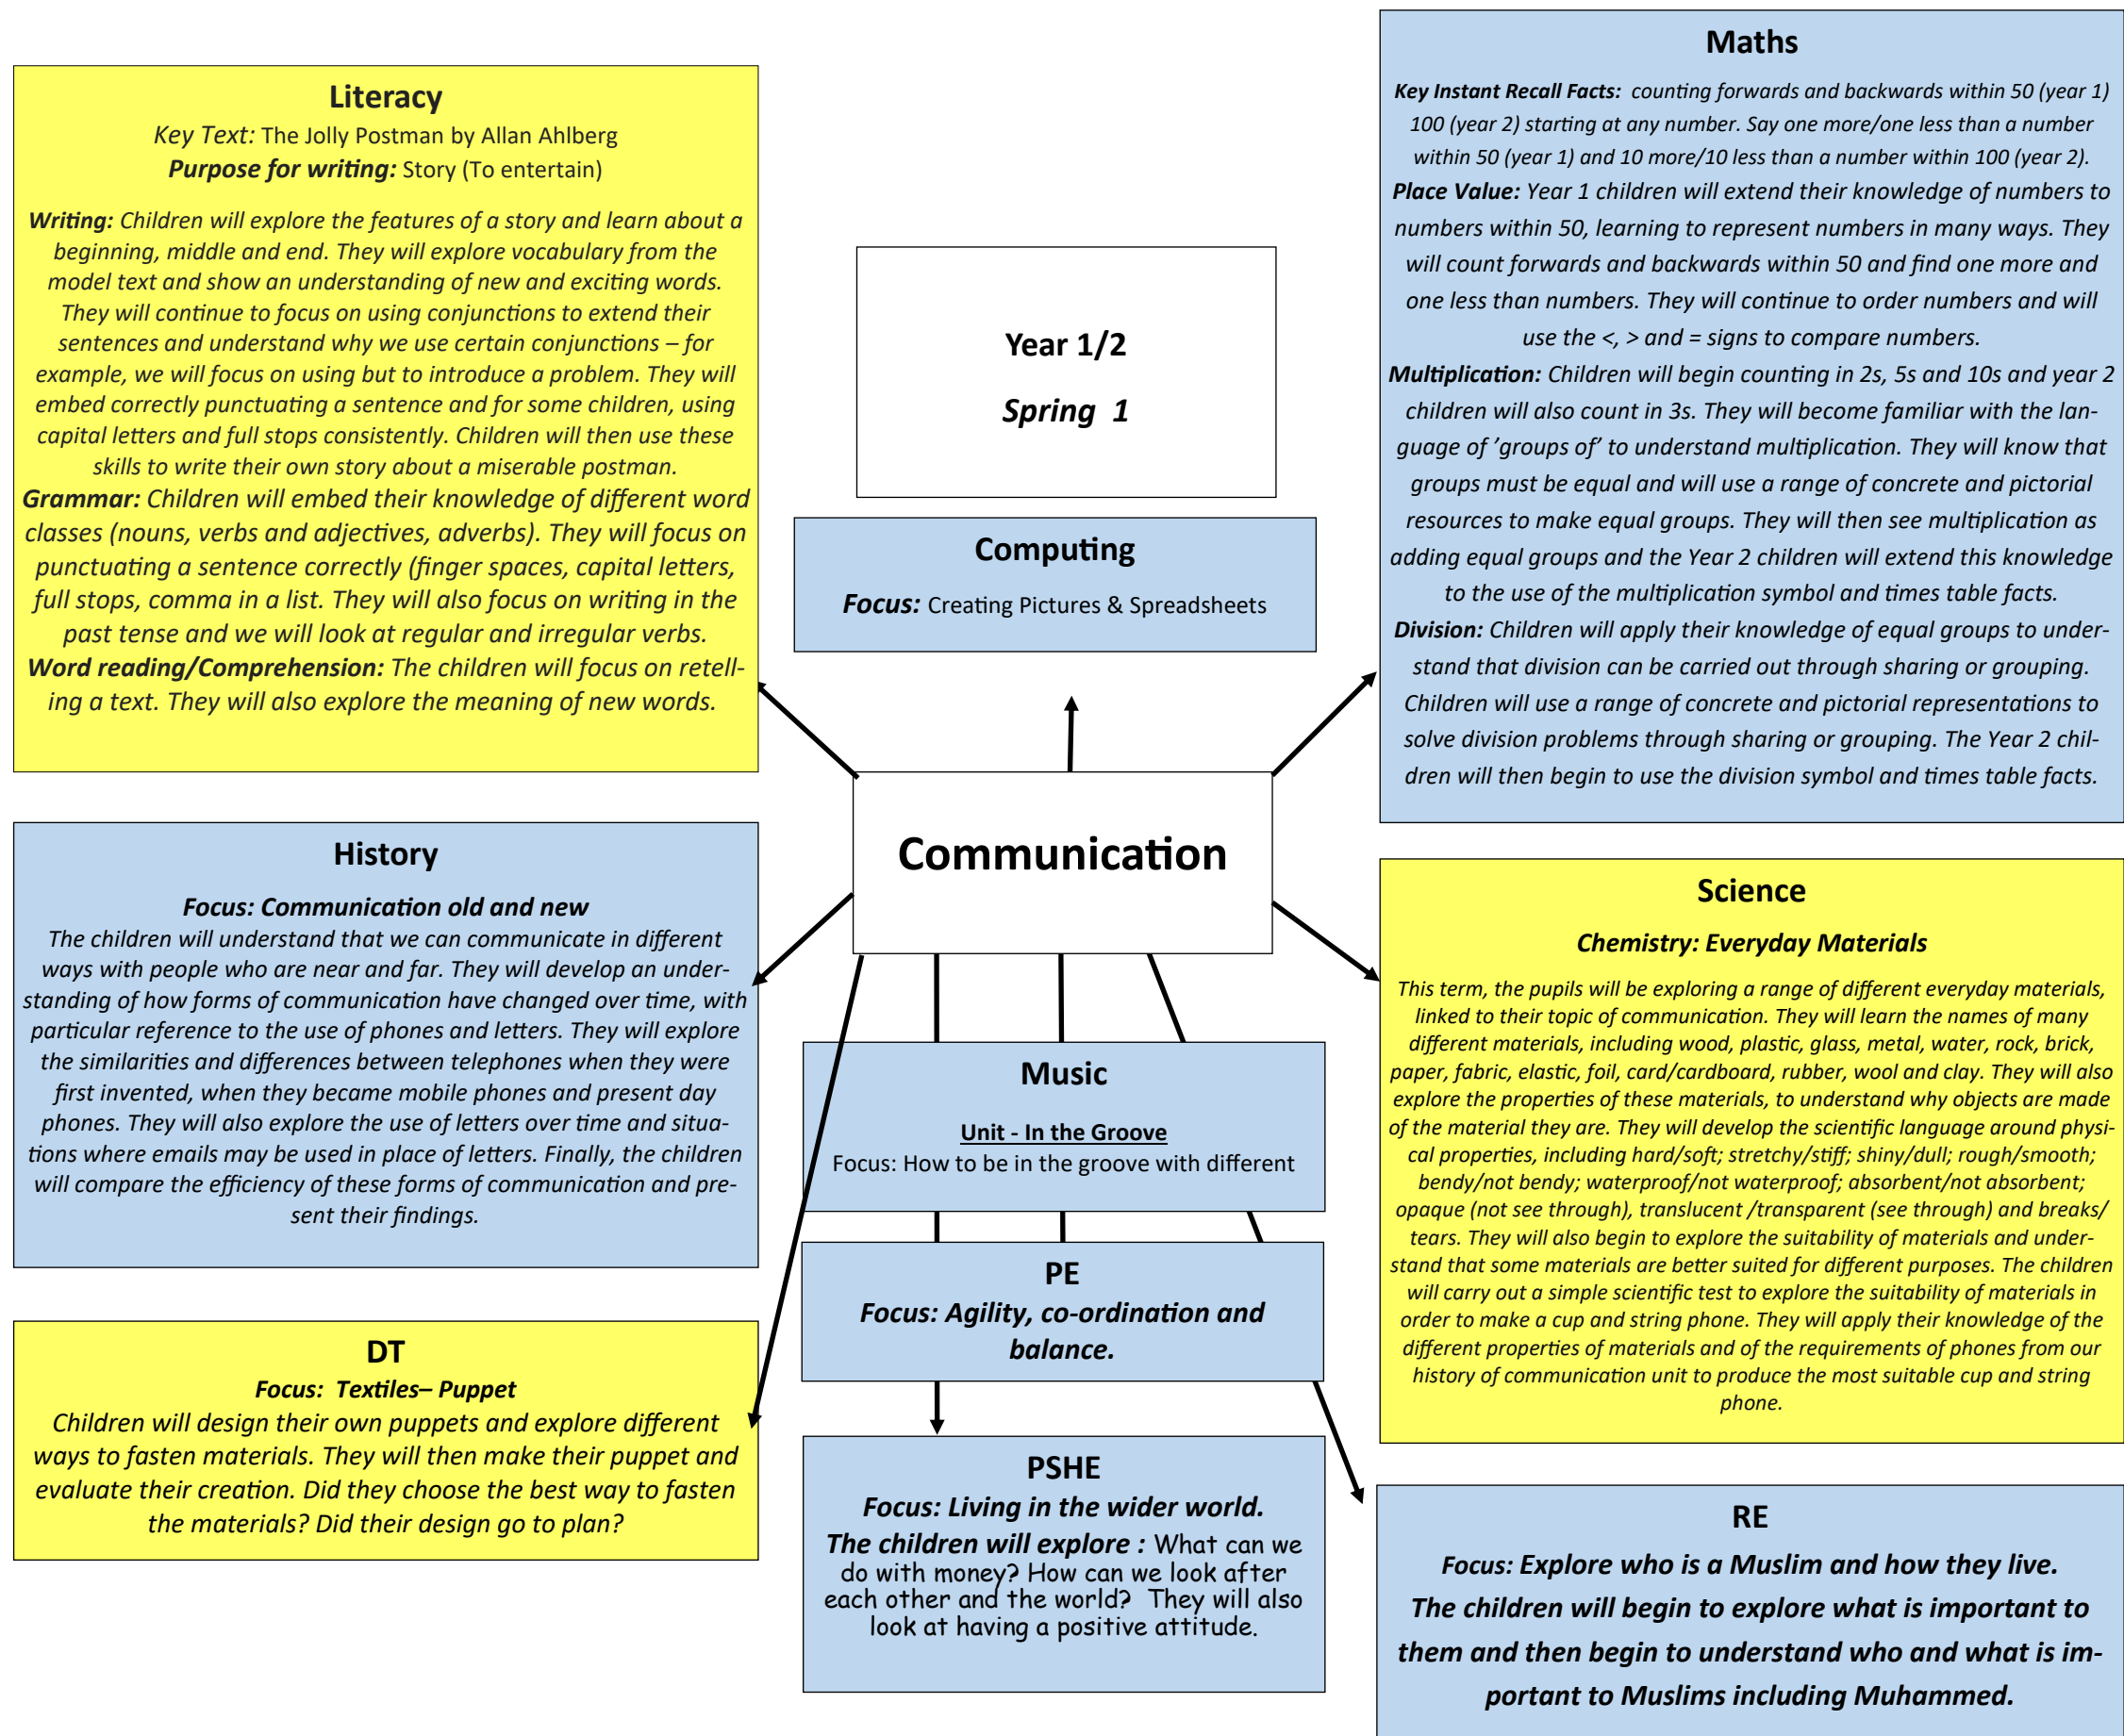 Literacy
Key Text: The Jolly Postman by Allan Ahlberg
Purpose for writing: Story (To entertain)
Writing: Children will explore the features of a story and learn about a
beginning, middle and end. They will explore vocabulary from the
model text and show an understanding of new and exciting words.
They will continue to focus on using conjunctions to extend their
sentences and understand why we use certain conjunctions – for
example, we will focus on using but to introduce a problem. They will
embed correctly punctuating a sentence and for some children, using
capital letters and full stops consistently. Children will then use these
skills to write their own story about a miserable postman.
Grammar: Children will embed their knowledge of different word
classes (nouns, verbs and adjectives, adverbs). They will focus on
punctuating a sentence correctly (finger spaces, capital letters,
full stops, comma in a list. They will also focus on writing in the
past tense and we will look at regular and irregular verbs.
Word reading/Comprehension: The children will focus on retell-
ing a text. They will also explore the meaning of new words.
Year 1/2
Spring 1
Computing
Focus: Creating Pictures & Spreadsheets
Maths
Key Instant Recall Facts: counting forwards and backwards within 50 (year 1)
100 (year 2) starting at any number. Say one more/one less than a number
within 50 (year 1) and 10 more/10 less than a number within 100 (year 2).
Place Value: Year 1 children will extend their knowledge of numbers to
numbers within 50, learning to represent numbers in many ways. They
will count forwards and backwards within 50 and find one more and
one less than numbers. They will continue to order numbers and will
use the <, > and = signs to compare numbers.
Multiplication: Children will begin counting in 2s, 5s and 10s and year 2
children will also count in 3s. They will become familiar with the lan-
guage of ’groups of’ to understand multiplication. They will know that
groups must be equal and will use a range of concrete and pictorial
resources to make equal groups. They will then see multiplication as
adding equal groups and the Year 2 children will extend this knowledge
to the use of the multiplication symbol and times table facts.
Division: Children will apply their knowledge of equal groups to under-
stand that division can be carried out through sharing or grouping.
Children will use a range of concrete and pictorial representations to
solve division problems through sharing or grouping. The Year 2 chil-
dren will then begin to use the division symbol and times table facts.
Communication
History
Focus: Communication old and new
The children will understand that we can communicate in different
ways with people who are near and far. They will develop an under-
standing of how forms of communication have changed over time, with
particular reference to the use of phones and letters. They will explore
the similarities and differences between telephones when they were
first invented, when they became mobile phones and present day
phones. They will also explore the use of letters over time and situa-
tions where emails may be used in place of letters. Finally, the children
will compare the efficiency of these forms of communication and pre-
sent their findings.
Science
Chemistry: Everyday Materials
This term, the pupils will be exploring a range of different everyday materials,
linked to their topic of communication. They will learn the names of many
different materials, including wood, plastic, glass, metal, water, rock, brick,
paper, fabric, elastic, foil, card/cardboard, rubber, wool and clay. They will also
explore the properties of these materials, to understand why objects are made
of the material they are. They will develop the scientific language around physi-
cal properties, including hard/soft; stretchy/stiff; shiny/dull; rough/smooth;
bendy/not bendy; waterproof/not waterproof; absorbent/not absorbent;
opaque (not see through), translucent /transparent (see through) and breaks/
tears. They will also begin to explore the suitability of materials and under-
stand that some materials are better suited for different purposes. The children
will carry out a simple scientific test to explore the suitability of materials in
order to make a cup and string phone. They will apply their knowledge of the
different properties of materials and of the requirements of phones from our
history of communication unit to produce the most suitable cup and string
phone.
Music
Unit - In the Groove
Focus: How to be in the groove with different
PE
Focus: Agility, co-ordination and
balance.
DT
Focus: Textiles– Puppet
Children will design their own puppets and explore different
ways to fasten materials. They will then make their puppet and
evaluate their creation. Did they choose the best way to fasten
the materials? Did their design go to plan?
PSHE
Focus: Living in the wider world.
The children will explore : What can we
do with money? How can we look after
each other and the world? They will also
look at having a positive attitude.
RE
Focus: Explore who is a Muslim and how they live.
The children will begin to explore what is important to
them and then begin to understand who and what is im-
portant to Muslims including Muhammed.